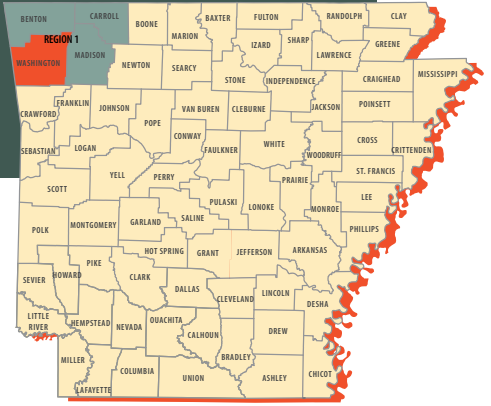 BENTON
CARROLL
BOONE
BAXTER
FULTON
RANDOLPH
CLAY
MARION
REGION 1
IZARD
SHARP
GREENE
WASHINGTON
MADISON
NEWTON
SEARCY
LAWRENCE
STONE
INDEPENDENCE
CRAIGHEAD
MISSISSIPPI
CRAWFORD
FRANKLIN
JOHNSON
POPE
VAN BUREN
CLEBURNE
JACKSON
POINSETT
CONWAY
SEBASTIAN
LOGAN
FAULKNER
WHITE
WOODRUFF
CROSS
CRITTENDEN
SCOTT
YELL
PERRY
PRAIRIE
ST. FRANCIS
PULASKI
LONOKE
MONROE
LEE
POLK
MONTGOMERY
GARLAND
SALINE
PHILLIPS
HOT SPRING
GRANT
JEFFERSON
ARKANSAS
SEVIER
HOWARD
PIKE
CLARK
DALLAS
CLEVELAND
LINCOLN
DESHA
LITTLE
RIVER
HEMPSTEAD
NEVADA
OUACHITA
CALHOUN
DREW
MILLER
COLUMBIA
UNION
BRADLEY
ASHLEY
CHICOT
LAFAYETTE